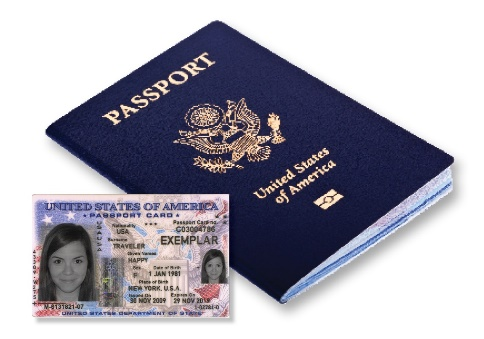 PASSPORT
United States
of America
UNITED STATES OF AMERICA
PASSPORT CARD
Nationality
USA
Passport Card no.
C03004786
Surname
TRAVELER
EXEMPLAR
Given Names
HAPPY
Sex
F
Date of Birth
1 JAN 1981
Place of Birth
NEW YORK, U.S.A.
Issued On
30 NOV 2009
Expires On
29 NOV 2019
UNITED STATES DEPARTMENT OF STATE